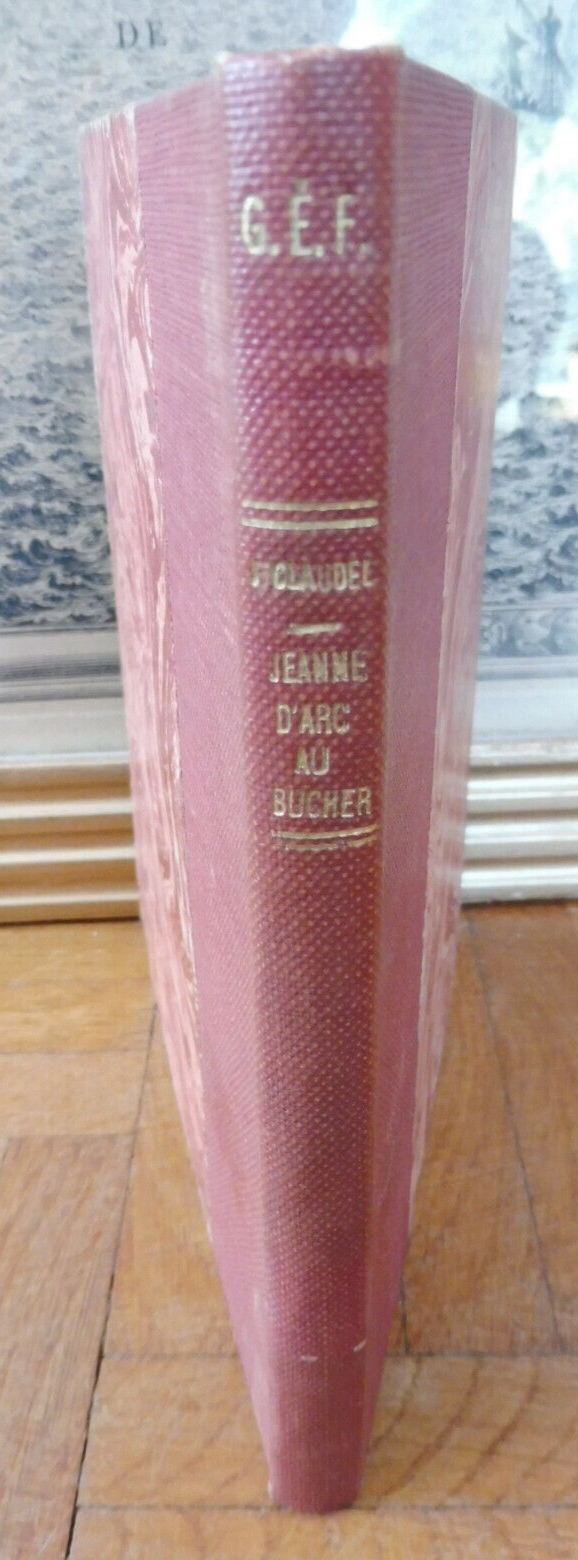 DE
G.É.F.
P. CLAUDEL
JEANNE
D'ARC
AU
BUCHER